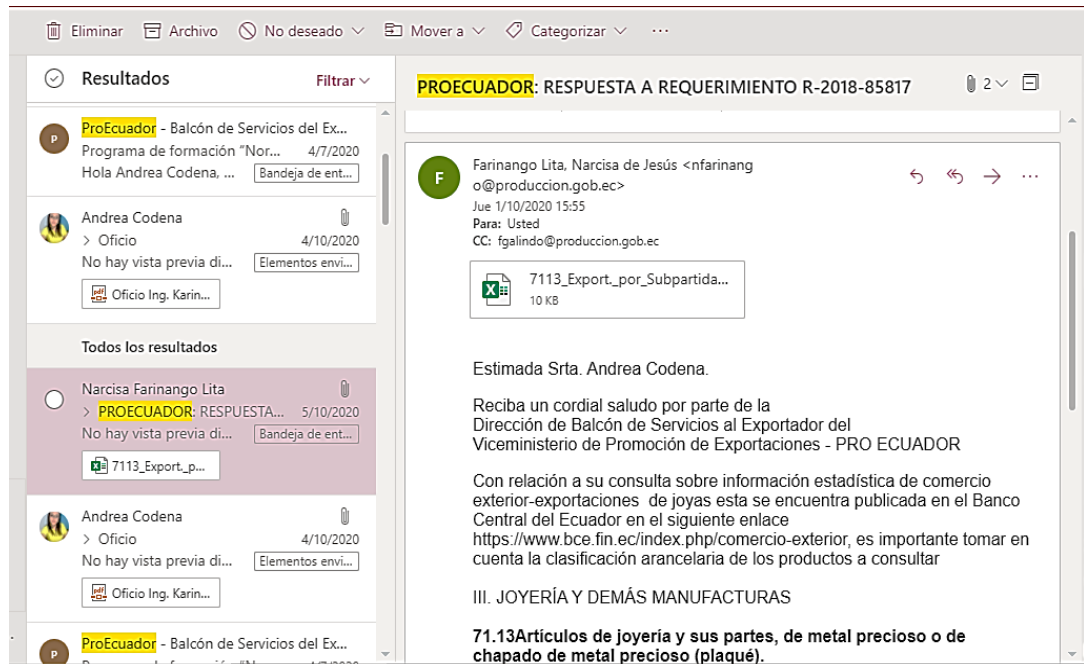 Eliminar Archivo No deseado Mover a Categorizar ...
Resultados
Filtrar
ProEcuador - Balcón de Servicios del Ex...
Programa de formación “Nor... 4/7/2020
Hola Andrea Codena, ... Bandeja de ent...
Andrea Codena
> Oficio 4/10/2020
No hay vista previa di... Elementos envi...
Oficio Ing. Karin...
Todos los resultados
Narcisa Farinango Lita
> PROECUADOR: RESPUESTA... 5/10/2020
No hay vista previa di... Bandeja de ent...
7113_Export._p...
Andrea Codena
> Oficio 4/10/2020
No hay vista previa di... Elementos envi...
Oficio Ing. Karin...
ProEcuador - Balcón de Servicios del Ex...
PROECUADOR: RESPUESTA A REQUERIMIENTO R-2018-85817
2
F
Farinango Lita, Narcisa de Jesús <nfarinang
o@produccion.gob.ec>
Jue 1/10/2020 15:55
Para: Usted
CC: fgalindo@produccion.gob.ec
7113_Export._por_Subpartida...
10 KB
Estimada Srta. Andrea Codena.
Reciba un cordial saludo por parte de la
Dirección de Balcón de Servicios al Exportador del
Viceministerio de Promoción de Exportaciones - PRO ECUADOR
Con relación a su consulta sobre información estadística de comercio
exterior-exportaciones de joyas esta se encuentra publicada en el Banco
Central del Ecuador en el siguiente enlace
https://www.bce.fin.ec/index.php/comercio-exterior, es importante tomar en
cuenta la clasificación arancelaria de los productos a consultar
III. JOYERÍA Y DEMÁS MANUFACTURAS
71.13Artículos de joyería y sus partes, de metal precioso o de
chapado de metal precioso (plaqué).